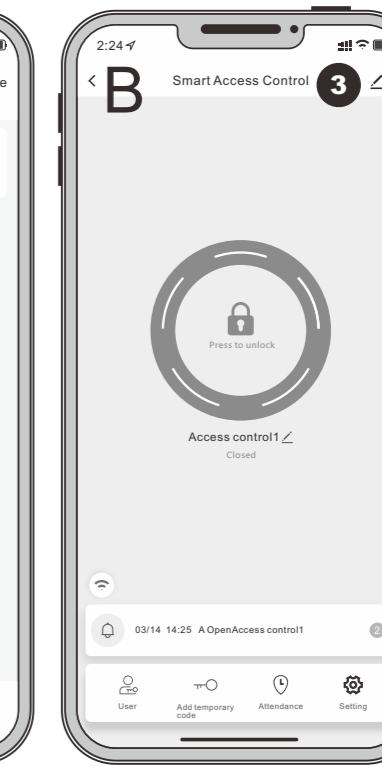 e
2:24
B
Smart Access Control
3
Press to unlock
Access control1
Closed
03/14 14:25 A OpenAccess control1
2
User
Add temporary
code
Attendance
Setting